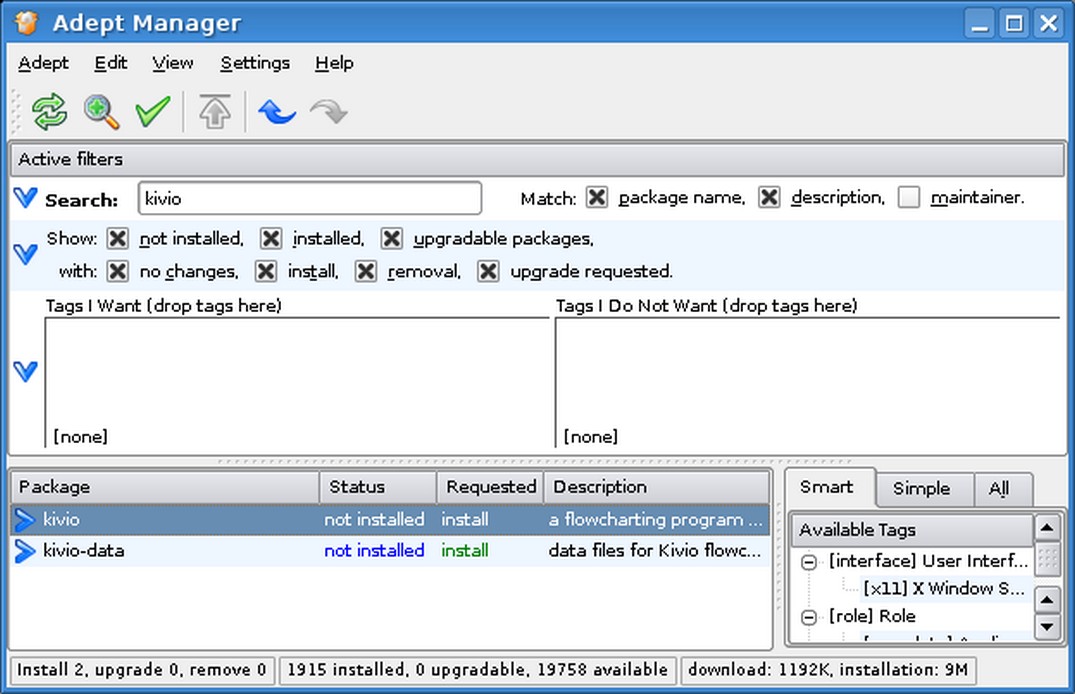 Adept Manager
Adept Edit View Settings Help
Active filters
Search: kivio Match: package name, description, maintainer.
Show: not installed, installed, upgradable packages,
with: no changes, install, removal, upgrade requested.
Tags I Want (drop tags here) Tags I Do Not Want (drop tags here)
[none] [none]
Package Status Requested Description Smart Simple All
kivio not installed install a flowcharting program ... Available Tags
kivio-data not installed install data files for Kivio flowc... [interface] User Interf...
[x11] X Window S...
[role] Role
Install 2, upgrade 0, remove 0 1915 installed, 0 upgradable, 19758 available download: 1192K, installation: 9M